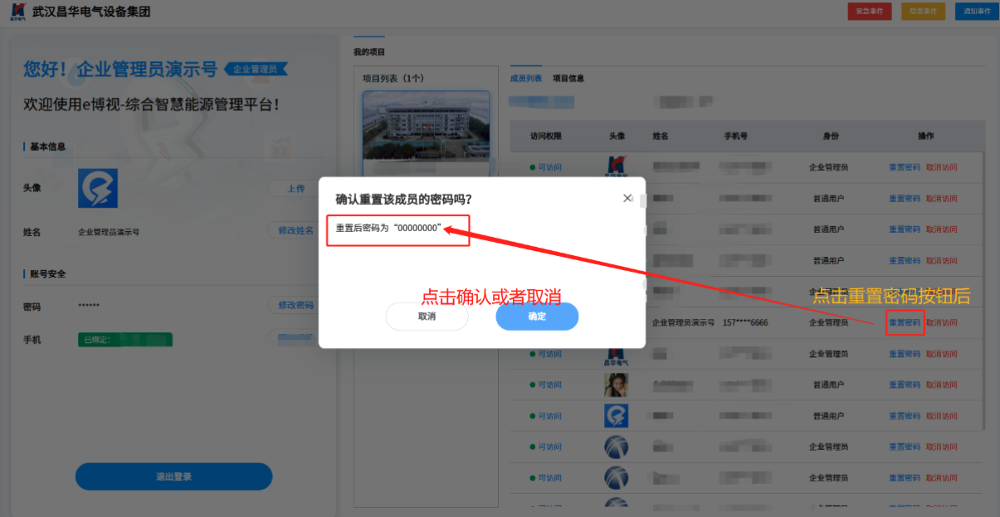 武汉昌华电气设备集团
紧急事件
隐患事件
通知事件
您好！企业管理员演示号
企业管理员
欢迎使用e博视-综合智慧能源管理平台！
基本信息
头像
上传
姓名
企业管理员演示号
修改姓名
账号安全
密码
******
修改密码
手机
已绑定：
退出登录
我的项目
项目列表（1个）
成员列表 项目信息
访问权限 头像 姓名 手机号 身份 操作
可访问 企业管理员 重置密码 取消访问
普通用户 重置密码 取消访问
普通用户 重置密码 取消访问
普通用户 重置密码 取消访问
点击重置密码按钮后
企业管理员演示号 157****6666 企业管理员 重置密码 取消访问
可访问 昌华电气 企业管理员 重置密码 取消访问
可访问 普通用户 重置密码 取消访问
可访问 普通用户 重置密码 取消访问
可访问 企业管理员 重置密码 取消访问
可访问 企业管理员 重置密码 取消访问
确认重置该成员的密码吗？
重置后密码为“00000000”
点击确认或者取消
取消
确定